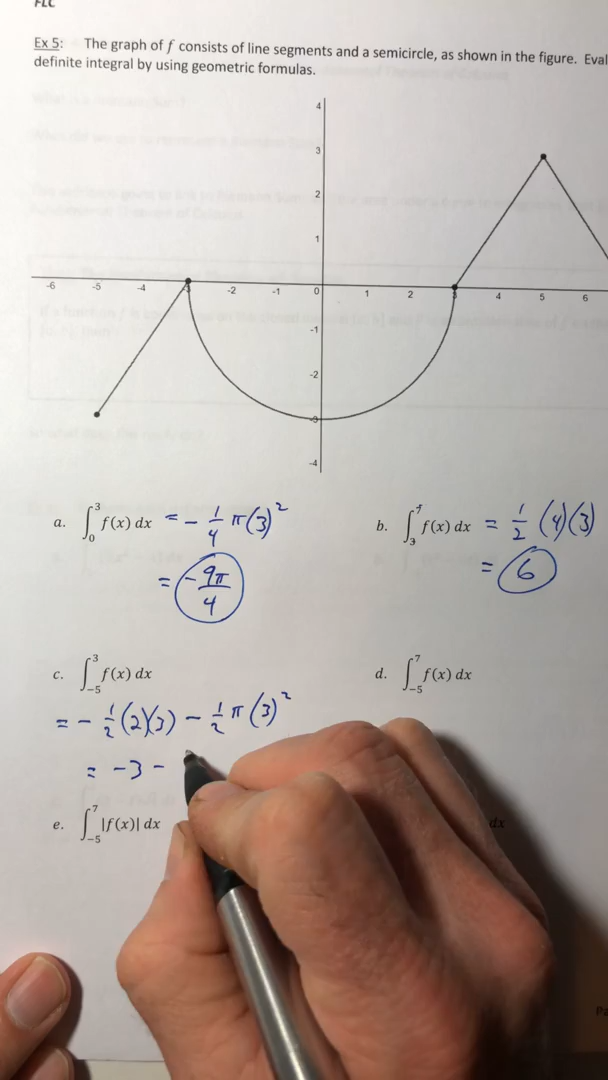 FLC
Ex 5: The graph of f consists of line segments and a semicircle, as shown in the figure. Eval
definite integral by using geometric formulas.
4
3
2
1
-6 -5 -4 -2 -1 0 1 2 3 4 5 6
-1
-2
-3
-4
a. ∫₀³ f(x) dx = - 1/4 π(3)²
= -9π/4
b. ∫₃⁷ f(x) dx = 1/2 (4)(3)
= 6
c. ∫₋₅³ f(x) dx
= - 1/2 (2)(3) - 1/2 π(3)²
= -3 -
d. ∫₋₅⁷ f(x) dx
e. ∫₋₅⁷ |f(x)| dx
dx